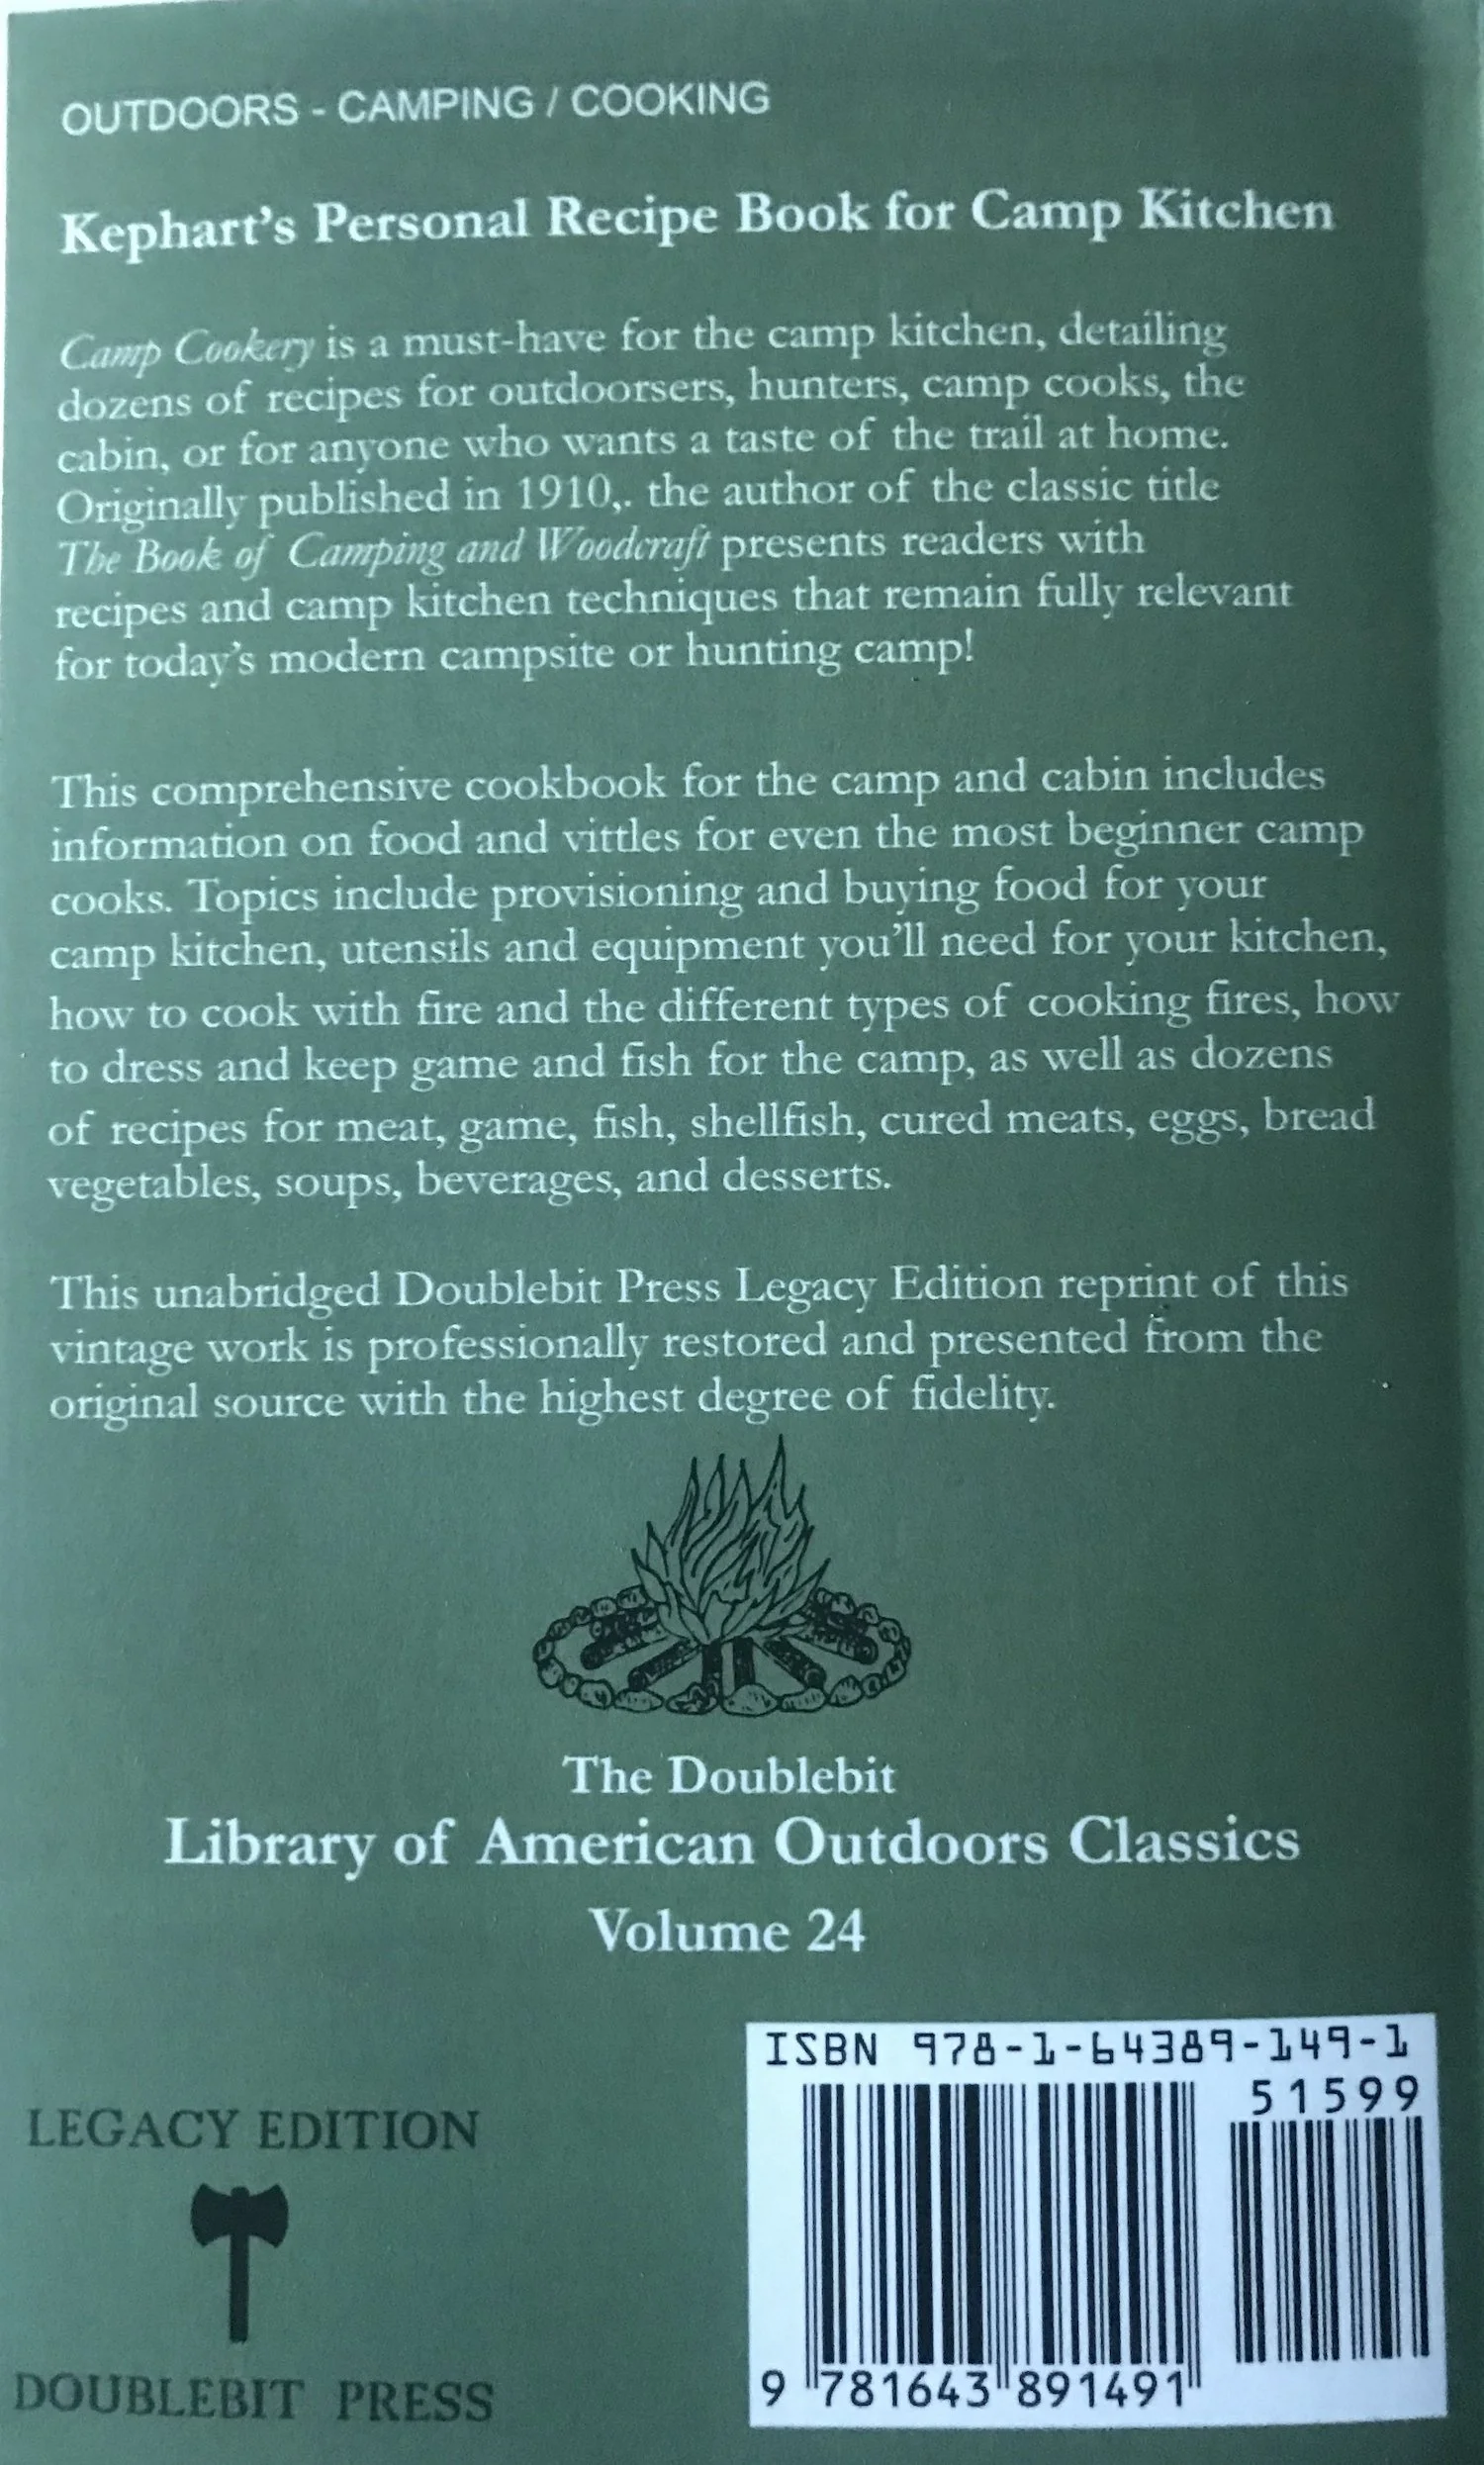 OUTDOORS - CAMPING / COOKING
Kephart's Personal Recipe Book for Camp Kitchen
Camp Cookery is a must-have for the camp kitchen, detailing
dozens of recipes for outdoorsers, hunters, camp cooks, the
cabin, or for anyone who wants a taste of the trail at home.
Originally published in 1910,. the author of the classic title
The Book of Camping and Woodcraft presents readers with
recipes and camp kitchen techniques that remain fully relevant
for today's modern campsite or hunting camp!
This comprehensive cookbook for the camp and cabin includes
information on food and vittles for even the most beginner camp
cooks. Topics include provisioning and buying food for your
camp kitchen, utensils and equipment you'll need for your kitchen,
how to cook with fire and the different types of cooking fires, how
to dress and keep game and fish for the camp, as well as dozens
of recipes for meat, game, fish, shellfish, cured meats, eggs, bread
vegetables, soups, beverages, and desserts.
This unabridged Doublebit Press Legacy Edition reprint of this
vintage work is professionally restored and presented from the
original source with the highest degree of fidelity.
The Doublebit
Library of American Outdoors Classics
Volume 24
LEGACY EDITION
DOUBLEBIT PRESS
ISBN 978-1-64389-149-1
51599
9 781643 891491